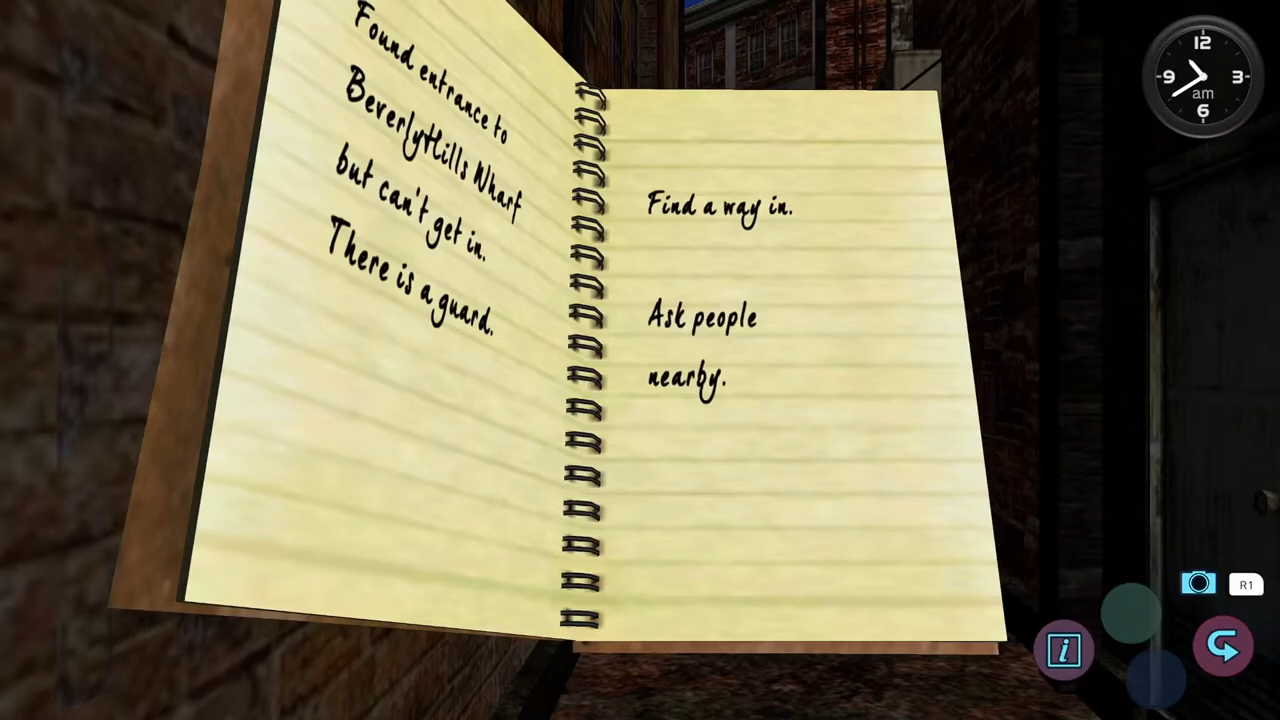 Found entrance to
BeverlyHills Wharf
but can't get in.
There is a guard.
Find a way in.
Ask people
nearby.
12
9
3
am
6
R1
i